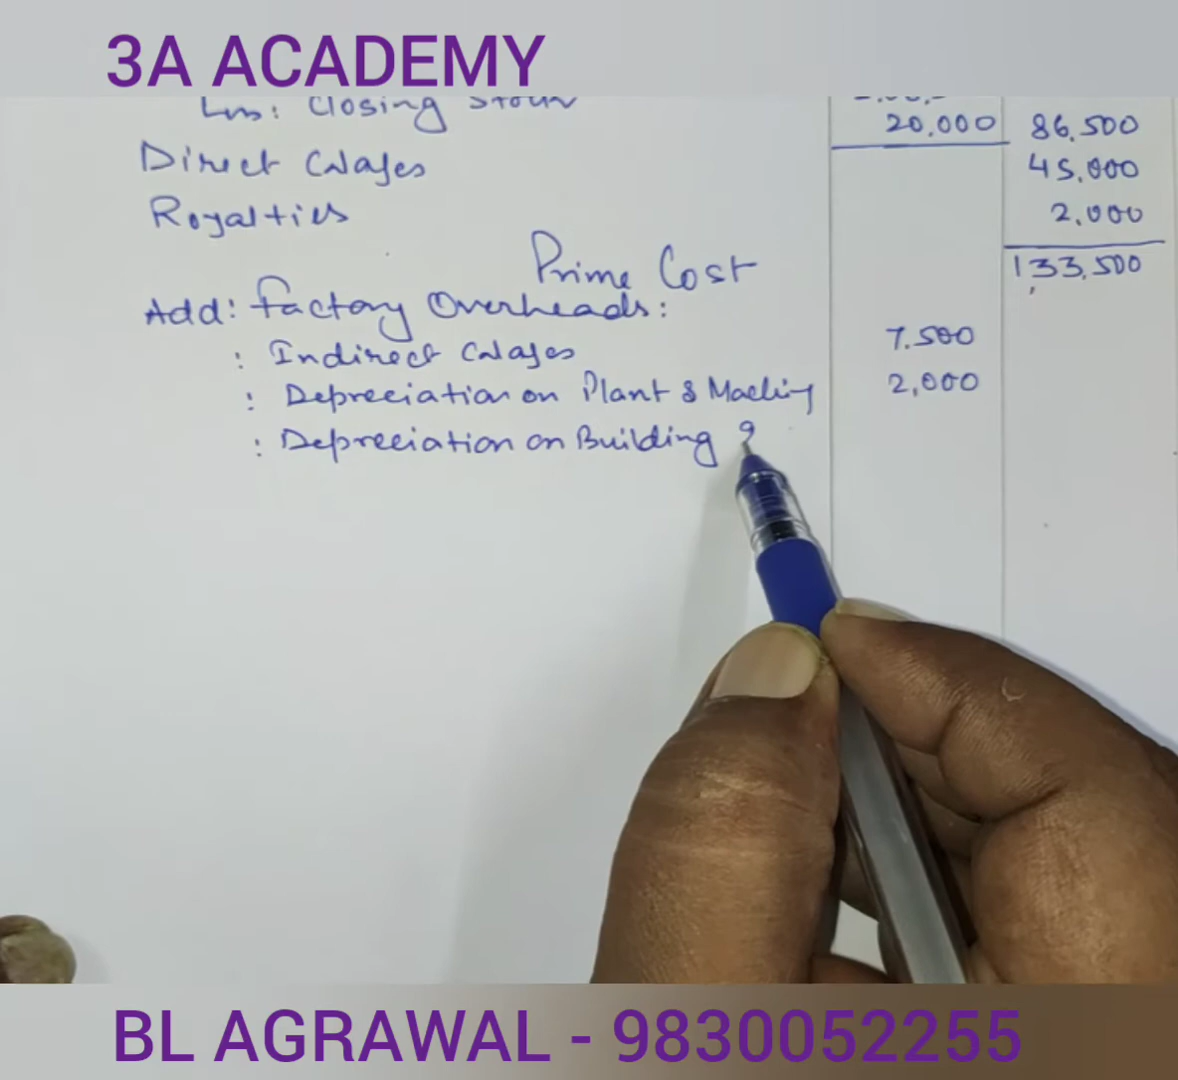 3A ACADEMY
Less: Closing Stock
20,000 86,500
Direct Wages 45,000
Royalties 2,000
Prime Cost 133,500
Add: Factory Overheads:
: Indirect Wages 7,500
: Depreciation on Plant & Machinery 2,000
: Depreciation on Building
BL AGRAWAL - 9830052255